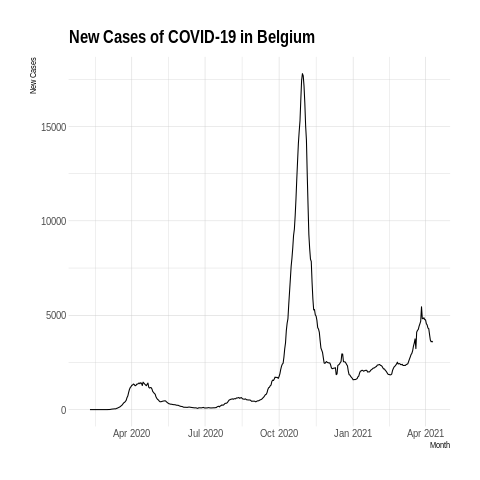 New Cases of COVID-19 in Belgium
New Cases
15000
10000
5000
0
Apr 2020 Jul 2020 Oct 2020 Jan 2021 Apr 2021
Month